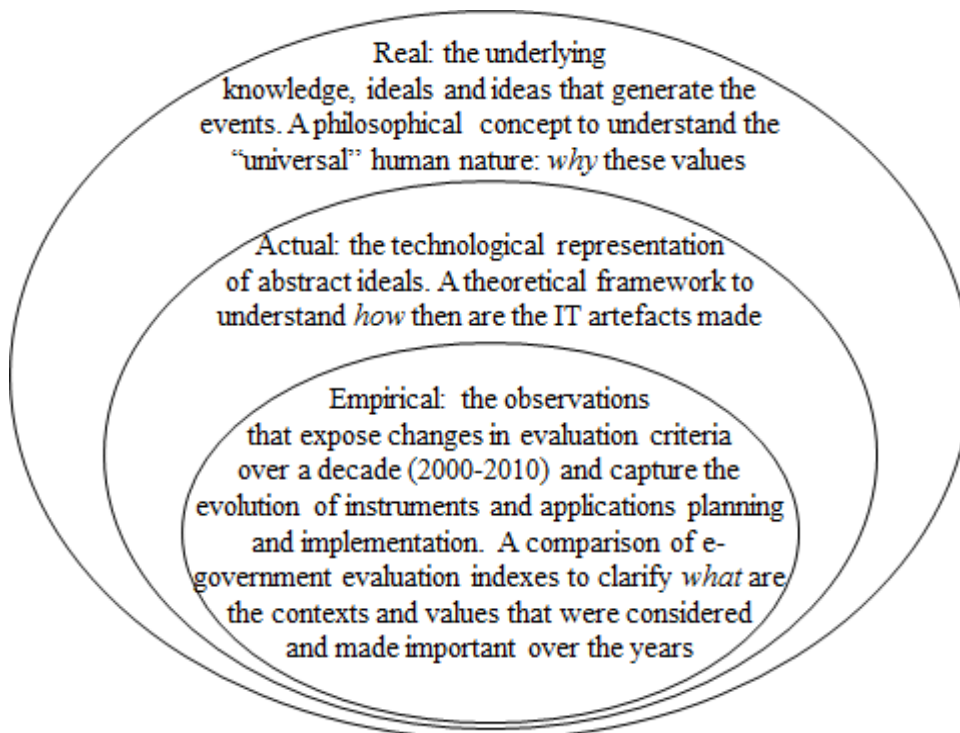 Real: the underlying
knowledge, ideals and ideas that generate the
events. A philosophical concept to understand the
“universal” human nature: why these values
Actual: the technological representation
of abstract ideals. A theoretical framework to
understand how then are the IT artefacts made
Empirical: the observations
that expose changes in evaluation criteria
over a decade (2000-2010) and capture the
evolution of instruments and applications planning
and implementation. A comparison of e-
government evaluation indexes to clarify what are
the contexts and values that were considered
and made important over the years